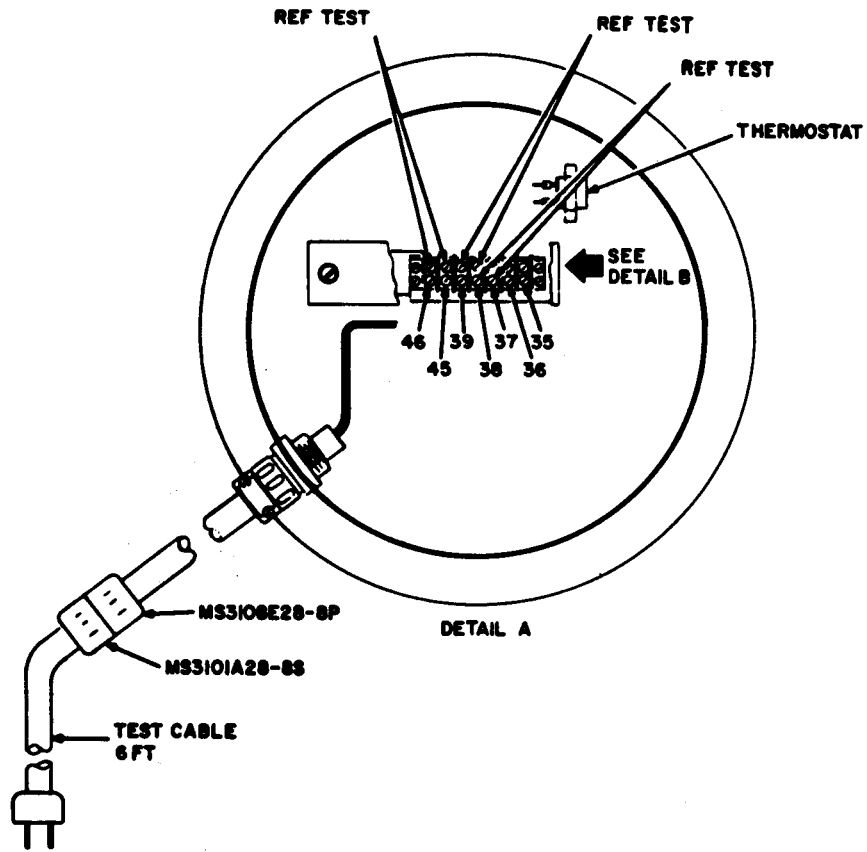 REF TEST
REF TEST
REF TEST
THERMOSTAT
SEE
DETAIL B
46 39 37 35
45 38 36
DETAIL A
MS3108E28-8P
MS3101A28-8S
TEST CABLE
6 FT